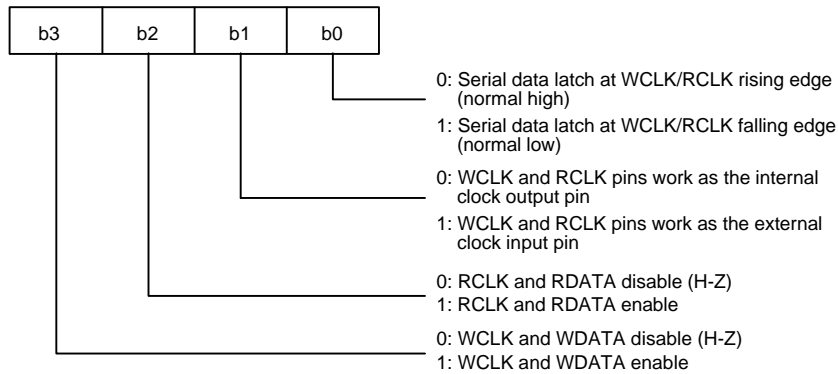 b3 b2 b1 b0
0: Serial data latch at WCLK/RCLK rising edge
(normal high)
1: Serial data latch at WCLK/RCLK falling edge
(normal low)
0: WCLK and RCLK pins work as the internal
clock output pin
1: WCLK and RCLK pins work as the external
clock input pin
0: RCLK and RDATA disable (H-Z)
1: RCLK and RDATA enable
0: WCLK and WDATA disable (H-Z)
1: WCLK and WDATA enable